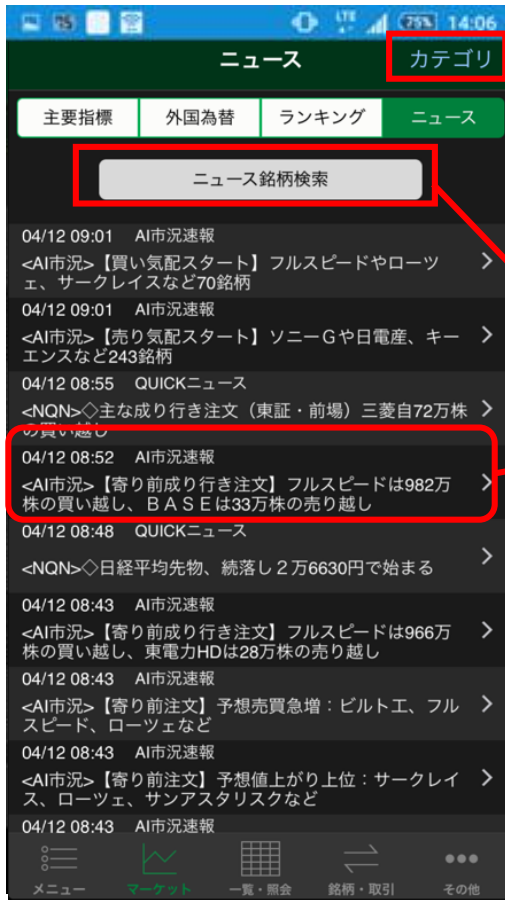 LTE 75% 14:06
ニュース カテゴリ
主要指標 外国為替 ランキング ニュース
ニュース銘柄検索
04/12 09:01 AI市況速報
<AI市況>【買い気配スタート】フルスピードやローツ
ェ、サークレイスなど70銘柄
04/12 09:01 AI市況速報
<AI市況>【売り気配スタート】ソニーGや日電産、キー
エンスなど243銘柄
04/12 08:55 QUICKニュース
<NQN>◇主な成り行き注文（東証・前場）三菱自72万株
の買い越し
04/12 08:52 AI市況速報
<AI市況>【寄り前成り行き注文】フルスピードは982万
株の買い越し、ＢＡＳＥは33万株の売り越し
04/12 08:48 QUICKニュース
<NQN>◇日経平均先物、続落し２万6630円で始まる
04/12 08:43 AI市況速報
<AI市況>【寄り前成り行き注文】フルスピードは966万
株の買い越し、東電力HDは28万株の売り越し
04/12 08:43 AI市況速報
<AI市況>【寄り前注文】予想売買急増：ビルト工、フル
スピード、ローツェなど
04/12 08:43 AI市況速報
<AI市況>【寄り前注文】予想値上がり上位：サークレイ
ス、ローツェ、サンアスタリスクなど
04/12 08:43 AI市況速報
メニュー マーケット 一覧・照会 銘柄・取引 その他